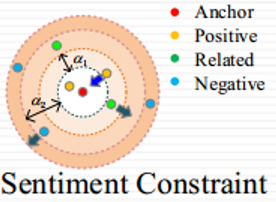 Anchor
Positive
Related
Negative
α₁
α₂
Sentiment Constraint